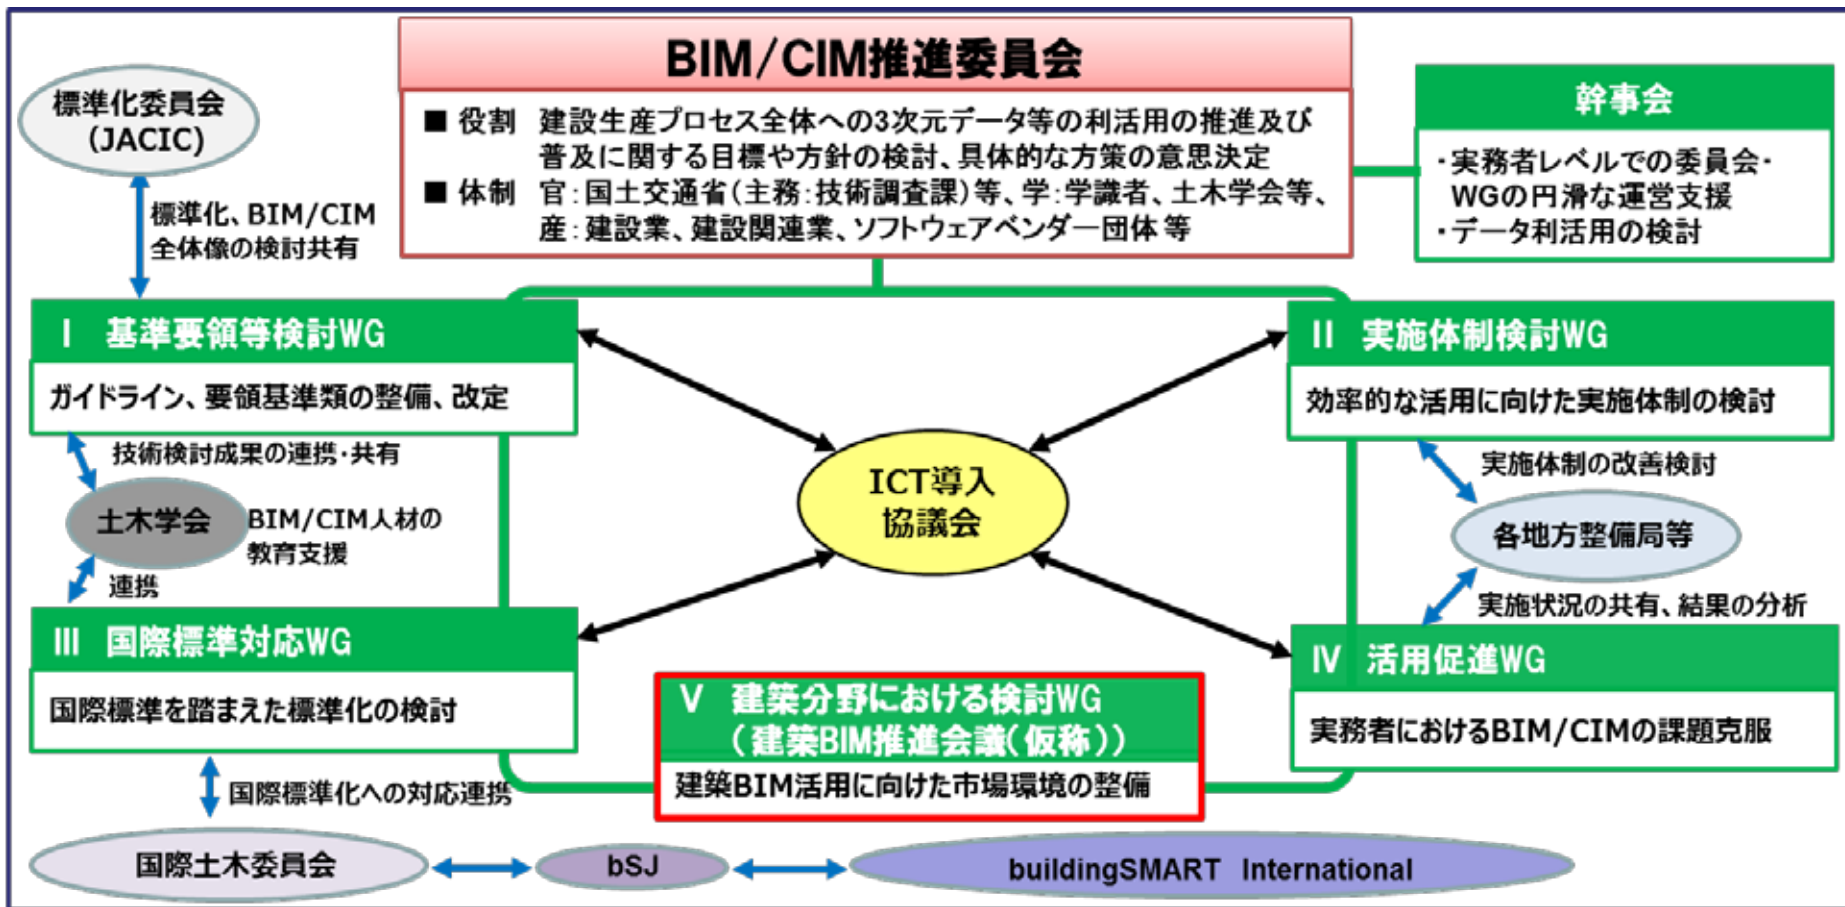 BIM/CIM推進委員会
■ 役割 建設生産プロセス全体への3次元データ等の利活用の推進及び
普及に関する目標や方針の検討、具体的な方策の意思決定
■ 体制 官:国土交通省(主務:技術調査課)等、学:学識者、土木学会等、
産:建設業、建設関連業、ソフトウェアベンダー団体 等
幹事会
・実務者レベルでの委員会・
WGの円滑な運営支援
・データ利活用の検討
標準化委員会
(JACIC)
標準化、BIM/CIM
全体像の検討共有
I 基準要領等検討WG
ガイドライン、要領基準類の整備、改定
II 実施体制検討WG
効率的な活用に向けた実施体制の検討
技術検討成果の連携・共有
土木学会
BIM/CIM人材の
教育支援
連携
ICT導入
協議会
実施体制の改善検討
各地方整備局等
実施状況の共有、結果の分析
III 国際標準対応WG
国際標準を踏まえた標準化の検討
IV 活用促進WG
実務者におけるBIM/CIMの課題克服
V 建築分野における検討WG
(建築BIM推進会議(仮称))
建築BIM活用に向けた市場環境の整備
国際標準化への対応連携
国際土木委員会
bSJ
buildingSMART International